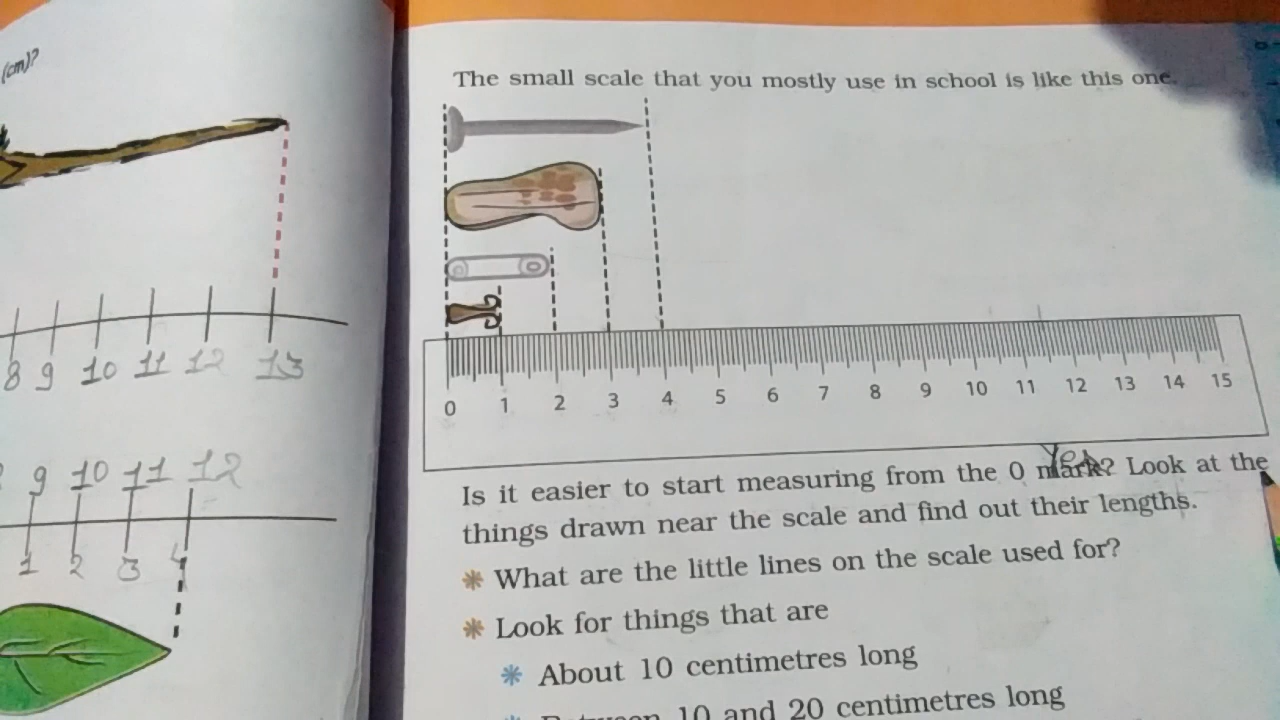 (cm)?
8 9 10 11 12 13
9 10 11 12
1 2 3 4
The small scale that you mostly use in school is like this one.
0 1 2 3 4 5 6 7 8 9 10 11 12 13 14 15
Yes
Is it easier to start measuring from the 0 mark? Look at the
things drawn near the scale and find out their lengths.
What are the little lines on the scale used for?
Look for things that are
About 10 centimetres long
Between 10 and 20 centimetres long